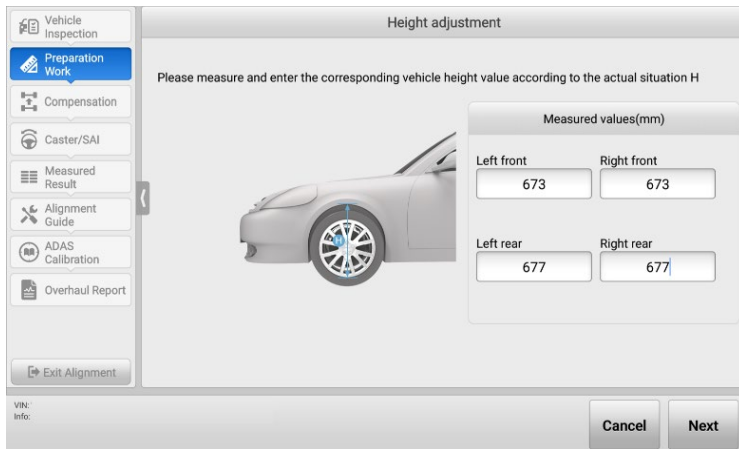 Vehicle
Inspection
Preparation
Work
Compensation
Caster/SAI
Measured
Result
Alignment
Guide
ADAS
Calibration
Overhaul Report
Exit Alignment
Height adjustment
Please measure and enter the corresponding vehicle height value according to the actual situation H
H
Measured values(mm)
Left front Right front
673 673
Left rear Right rear
677 677
VIN:
Info:
Cancel Next